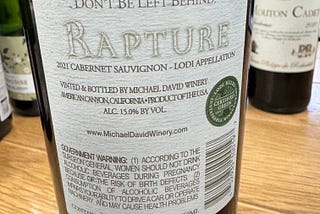 DON'T BE LEFT BEHIND.
RAPTURE
2021 CABERNET SAUVIGNON - LODI APPELLATION
VINTED & BOTTLED BY MICHAEL DAVID WINERY
AMERICAN CANYON, CALIFORNIA • PRODUCT OF THE USA
ALC. 15.0% BY VOL.
www.MichaelDavidWinery.com
GOVERNMENT WARNING: (1) ACCORDING TO THE
SURGEON GENERAL, WOMEN SHOULD NOT DRINK
ALCOHOLIC BEVERAGES DURING PREGNANCY
BECAUSE OF THE RISK OF BIRTH DEFECTS. (2)
CONSUMPTION OF ALCOHOLIC BEVERAGES
IMPAIRS YOUR ABILITY TO DRIVE A CAR OR OPERATE
MACHINERY, AND MAY CAUSE HEALTH PROBLEMS
MOUTON CADET